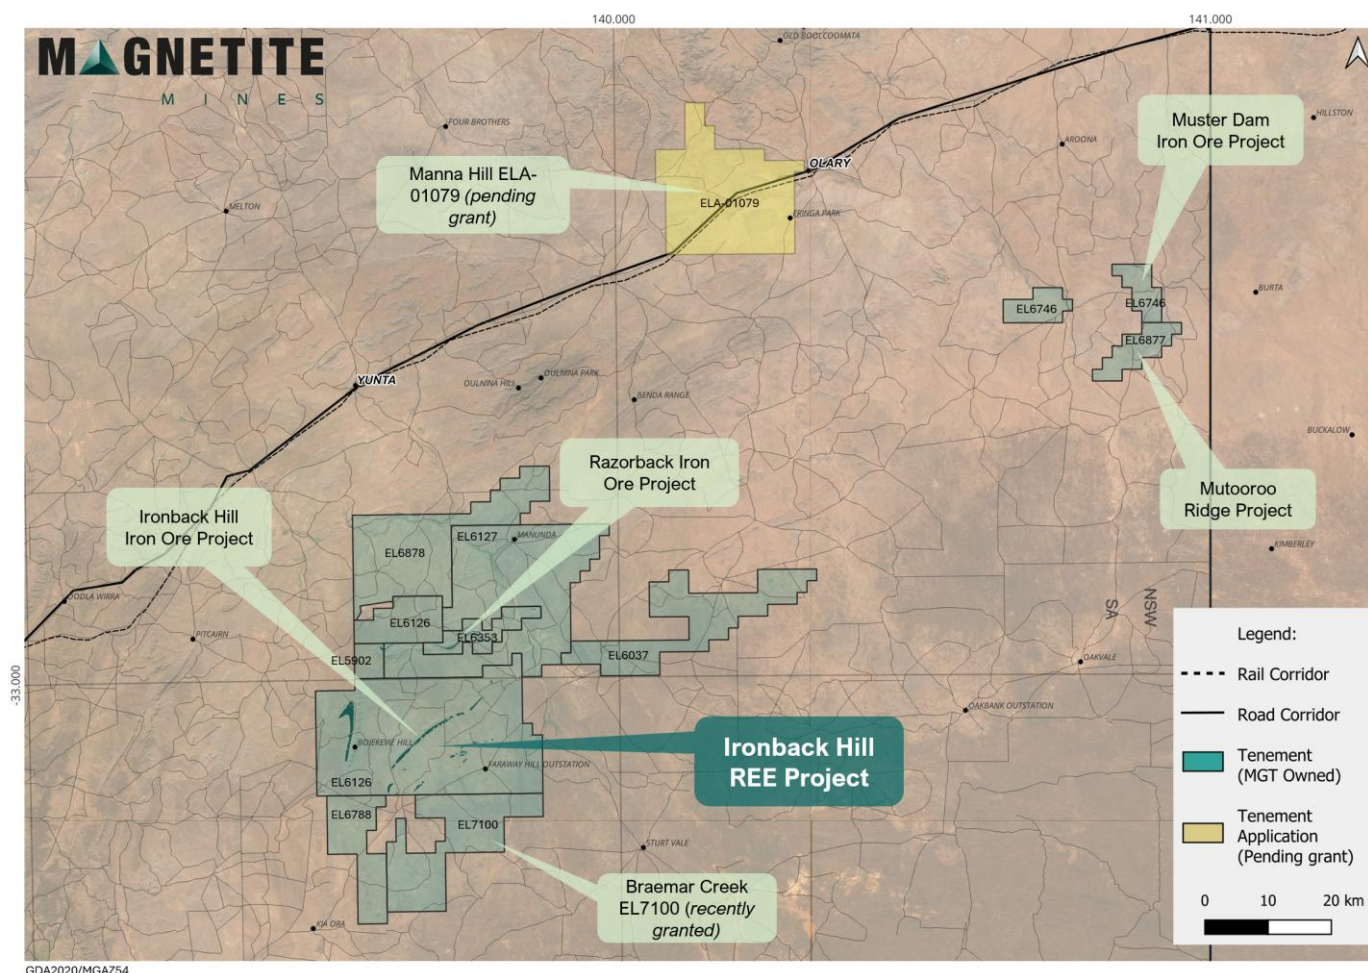 140.000
141.000
MAGNETITE
MINES
OLD BOOLCOOMATA
FOUR BROTHERS
HILLSTON
Muster Dam
Iron Ore Project
AROONA
Manna Hill ELA-
01079 (pending
grant)
OLARY
MELTON
ELA-01079
ERINGA PARK
BURTA
EL6746
EL6746
EL6877
YUNTA
OULNINA HILL
OULNINA PARK
BENDA RANGE
BUCKALOW
Razorback Iron
Ore Project
Mutooroo
Ridge Project
Ironback Hill
Iron Ore Project
EL6878
EL6127
MANUNDA
KIMBERLEY
OODLA WIRRA
EL6126
EL6353
PITCAIRN
EL5902
EL6037
SA
NSW
OAKVALE
-33.000
OAKBANK OUTSTATION
Ironback Hill
REE Project
FARAWAY HILL OUTSTATION
EL6126
EL6788
EL7100
STURT VALE
Braemar Creek
EL7100 (recently
granted)
KIA ORA
Legend:
Rail Corridor
Road Corridor
Tenement
(MGT Owned)
Tenement
Application
(Pending grant)
0 10 20 km
GDA2020/MGAZ54